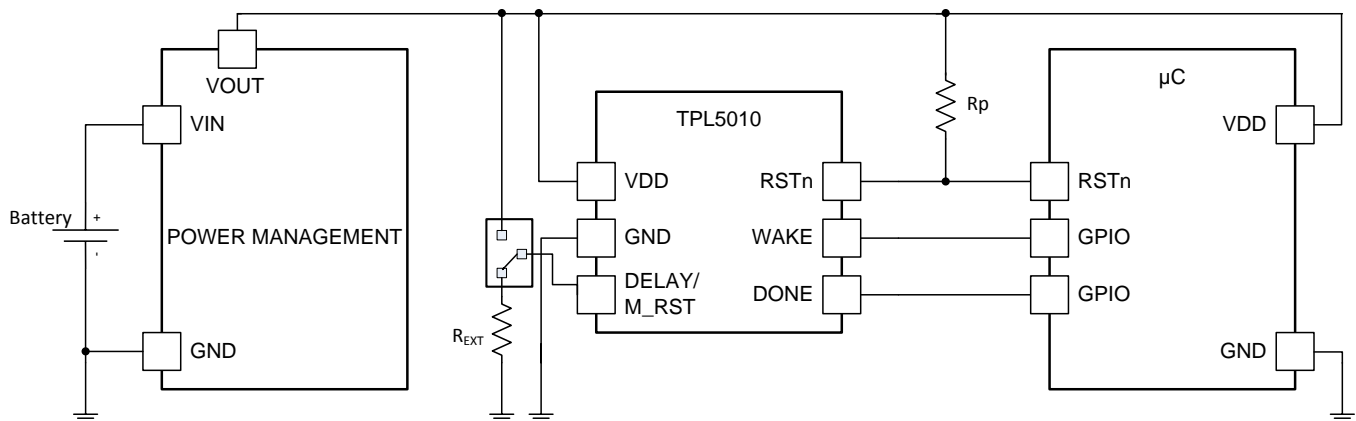 VOUT
VIN
Battery
+
-
POWER MANAGEMENT
GND
REXT
TPL5010
VDD
GND
DELAY/
M_RST
RSTn
WAKE
DONE
Rp
µC
VDD
RSTn
GPIO
GPIO
GND